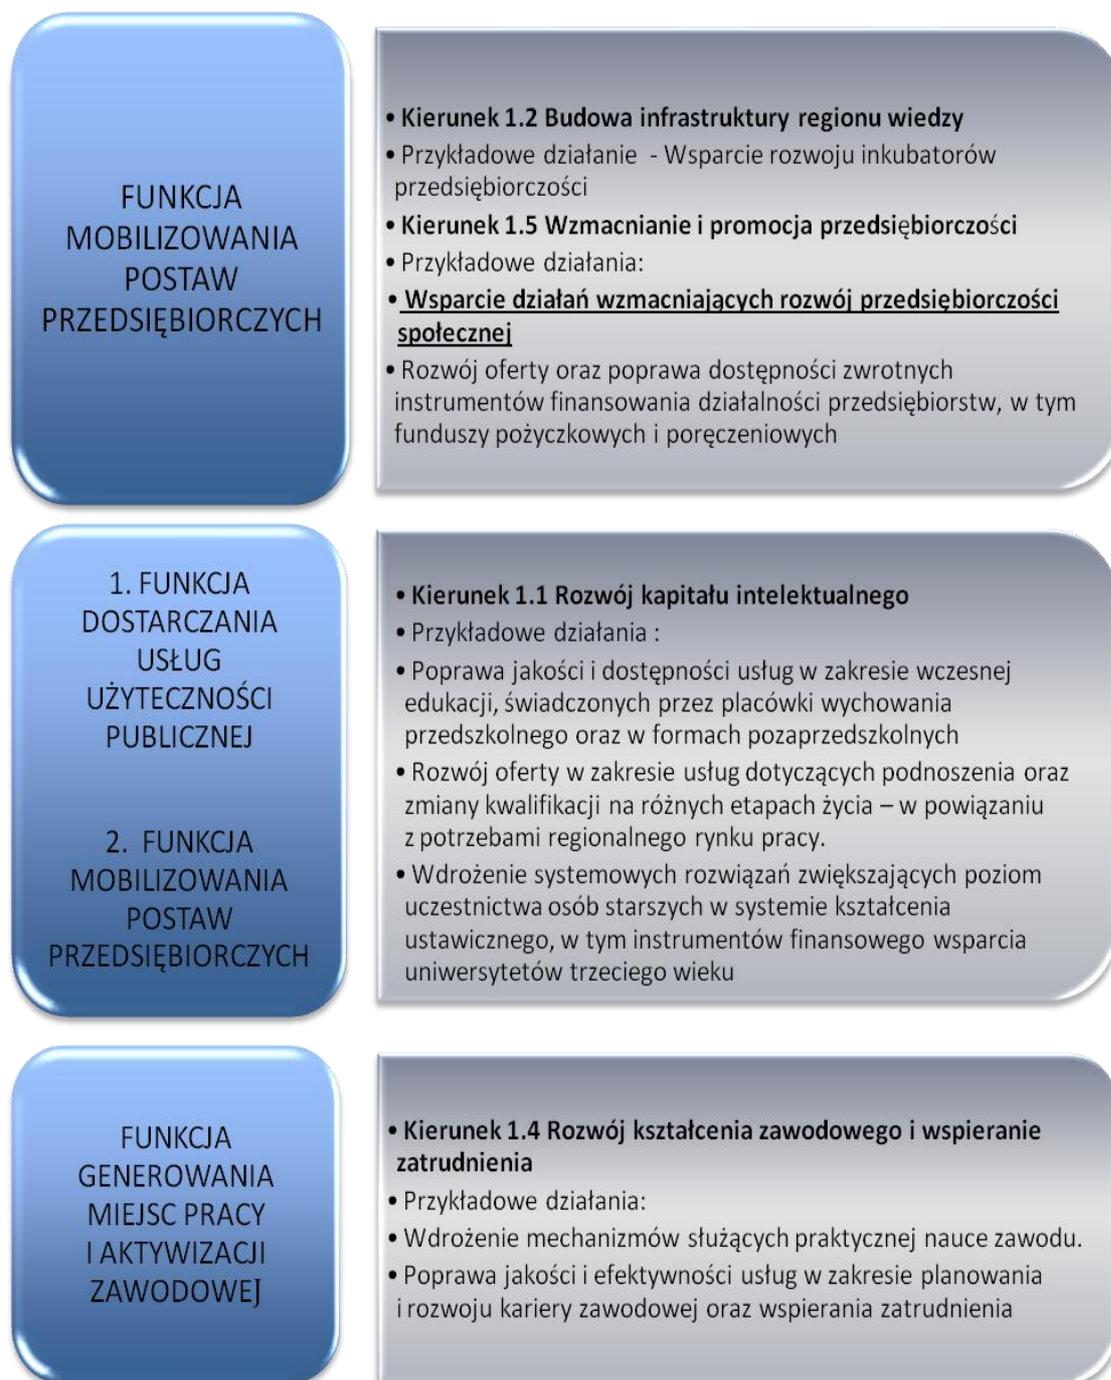 FUNKCJA
MOBILIZOWANIA
POSTAW
PRZEDSIĘBIORCZYCH
• Kierunek 1.2 Budowa infrastruktury regionu wiedzy
• Przykładowe działanie - Wsparcie rozwoju inkubatorów
przedsiębiorczości
• Kierunek 1.5 Wzmacnianie i promocja przedsiębiorczości
• Przykładowe działania:
• Wsparcie działań wzmacniających rozwój przedsiębiorczości
społecznej
• Rozwój oferty oraz poprawa dostępności zwrotnych
instrumentów finansowania działalności przedsiębiorstw, w tym
funduszy pożyczkowych i poręczeniowych
1. FUNKCJA
DOSTARCZANIA
USŁUG
UŻYTECZNOŚCI
PUBLICZNEJ
2. FUNKCJA
MOBILIZOWANIA
POSTAW
PRZEDSIĘBIORCZYCH
• Kierunek 1.1 Rozwój kapitału intelektualnego
• Przykładowe działania :
• Poprawa jakości i dostępności usług w zakresie wczesnej
edukacji, świadczonych przez placówki wychowania
przedszkolnego oraz w formach pozaprzedszkolnych
• Rozwój oferty w zakresie usług dotyczących podnoszenia oraz
zmiany kwalifikacji na różnych etapach życia – w powiązaniu
z potrzebami regionalnego rynku pracy.
• Wdrożenie systemowych rozwiązań zwiększających poziom
uczestnictwa osób starszych w systemie kształcenia
ustawicznego, w tym instrumentów finansowego wsparcia
uniwersytetów trzeciego wieku
FUNKCJA
GENEROWANIA
MIEJSC PRACY
I AKTYWIZACJI
ZAWODOWEJ
• Kierunek 1.4 Rozwój kształcenia zawodowego i wspieranie
zatrudnienia
• Przykładowe działania:
• Wdrożenie mechanizmów służących praktycznej nauce zawodu.
• Poprawa jakości i efektywności usług w zakresie planowania
i rozwoju kariery zawodowej oraz wspierania zatrudnienia